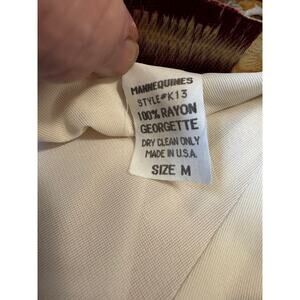 MANNEQUINES
STYLE#K13
100% RAYON
GEORGETTE
DRY CLEAN ONLY
MADE IN U.S.A.
SIZE M